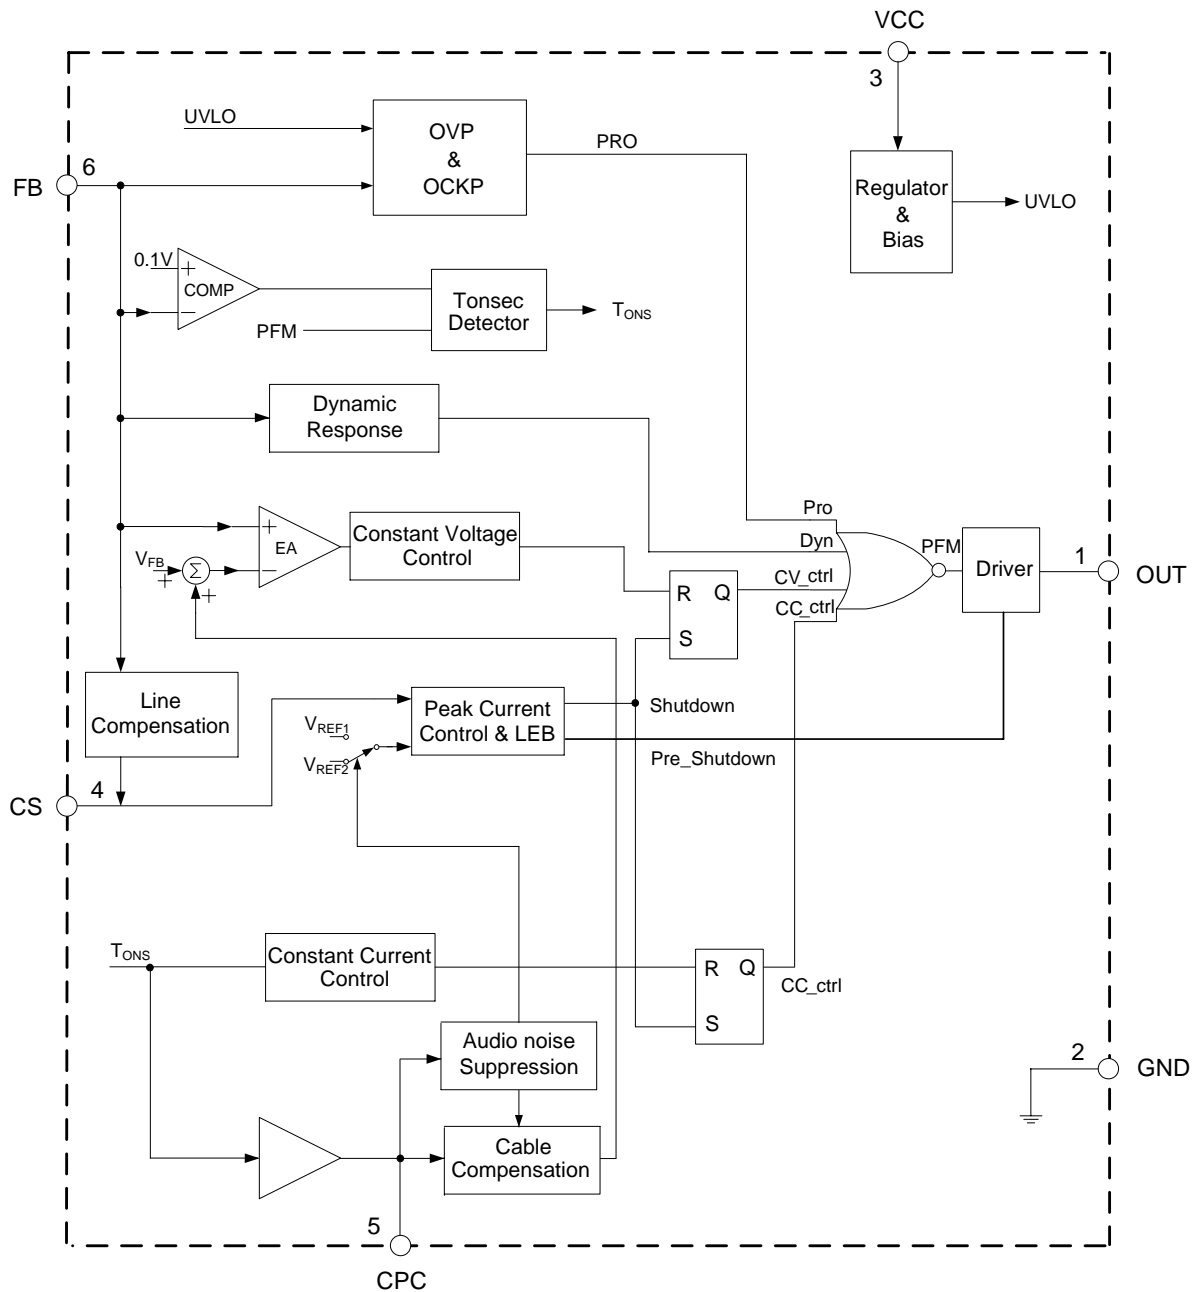 VCC
3
UVLO
OVP
&
OCKP
PRO
6
FB
Regulator
&
Bias
UVLO
0.1V
+
COMP
−
Tonsec
Detector
TONS
PFM
Dynamic
Response
Pro
Dyn
PFM
Driver
1
OUT
+
EA
−
Constant Voltage
Control
VFB
+
Σ
+
CV_ctrl
CC_ctrl
R Q
S
Line
Compensation
Peak Current
Control & LEB
Shutdown
VREF1
VREF2
Pre_Shutdown
4
CS
TONS
Constant Current
Control
R Q
S
CC_ctrl
Audio noise
Suppression
2
GND
Cable
Compensation
5
CPC